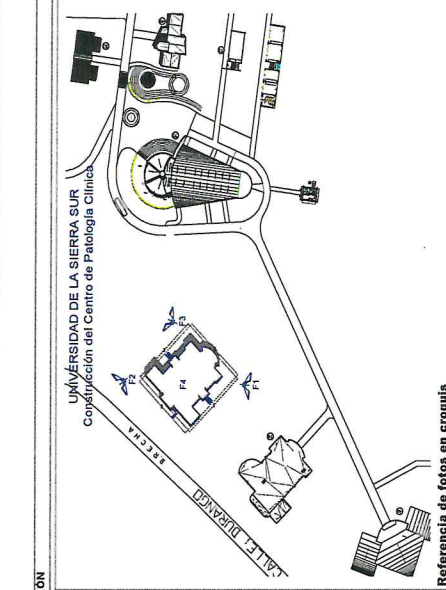 ÓN
UNIVERSIDAD DE LA SIERRA SUR
Construcción del Centro de Patología Clínica
F2
F3
F4
F1
BRECHA
CALLE: DURANGO
Referencia de fotos en croquis